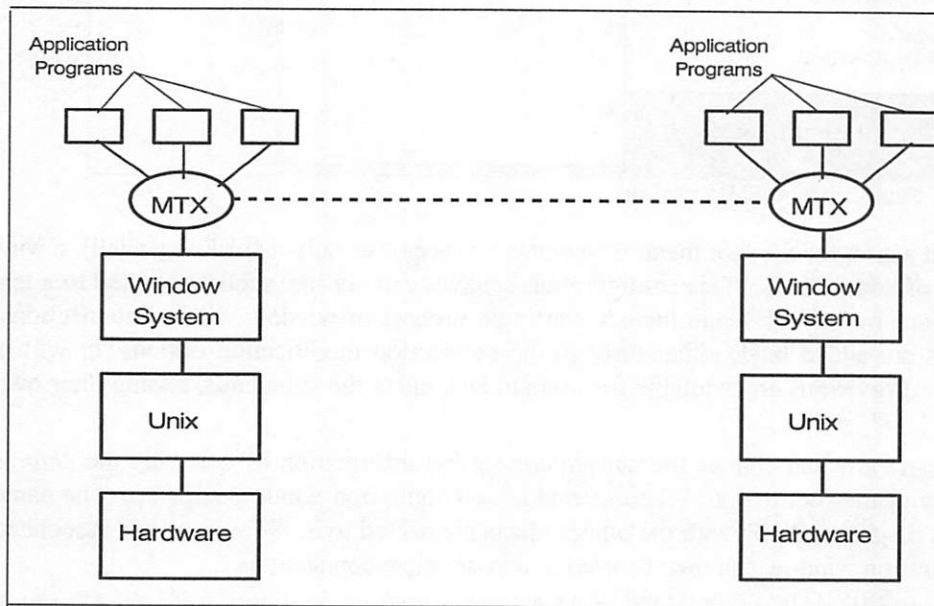 Application
Programs
Application
Programs
MTX
MTX
Window
System
Window
System
Unix
Unix
Hardware
Hardware